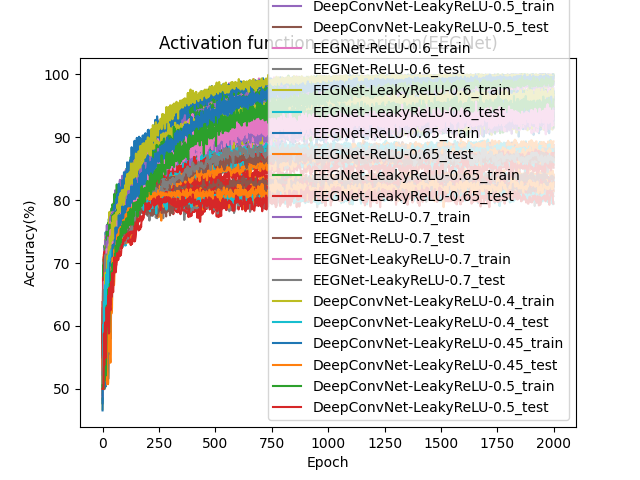 DeepConvNet-LeakyReLU-0.5_train
DeepConvNet-LeakyReLU-0.5_test
Activation function comparision(EEGNet)
EEGNet-ReLU-0.6_train
EEGNet-ReLU-0.6_test
EEGNet-LeakyReLU-0.6_train
EEGNet-LeakyReLU-0.6_test
EEGNet-ReLU-0.65_train
EEGNet-ReLU-0.65_test
EEGNet-LeakyReLU-0.65_train
EEGNet-LeakyReLU-0.65_test
EEGNet-ReLU-0.7_train
EEGNet-ReLU-0.7_test
EEGNet-LeakyReLU-0.7_train
EEGNet-LeakyReLU-0.7_test
DeepConvNet-LeakyReLU-0.4_train
DeepConvNet-LeakyReLU-0.4_test
DeepConvNet-LeakyReLU-0.45_train
DeepConvNet-LeakyReLU-0.45_test
DeepConvNet-LeakyReLU-0.5_train
DeepConvNet-LeakyReLU-0.5_test
Accuracy(%)
100
90
80
70
60
50
0 250 500 750 1000 1250 1500 1750 2000
Epoch